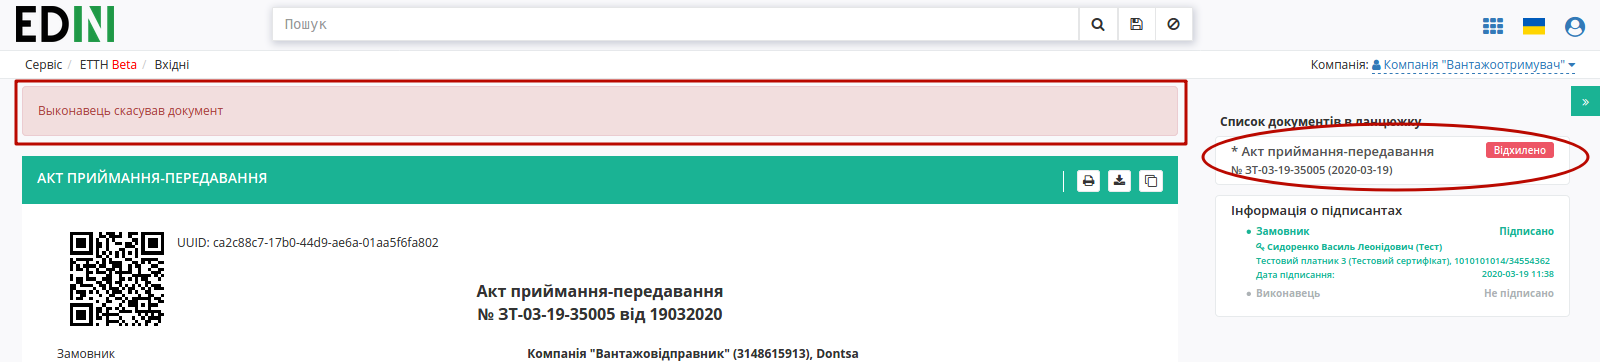 EDIN
Пошук
Сервіс / ЕТТН Beta / Вхідні
Компанія: Компанія "Вантажоотримувач"
Выконавець скасував документ
»
Список документів в ланцюжку
* Акт приймання-передавання Відхилено
№ ЗТ-03-19-35005 (2020-03-19)
АКТ ПРИЙМАННЯ-ПЕРЕДАВАННЯ
Інформація о підписантах
Замовник Підписано
Сидоренко Василь Леонідович (Тест)
Тестовий платник 3 (Тестовий сертифікат), 1010101014/34554362
Дата підписання: 2020-03-19 11:38
Виконавець Не підписано
UUID: ca2c88c7-17b0-44d9-ae6a-01aa5f6fa802
Акт приймання-передавання
№ ЗТ-03-19-35005 від 19032020
Замовник Компанія "Вантажовідправник" (3148615913), Dontsa